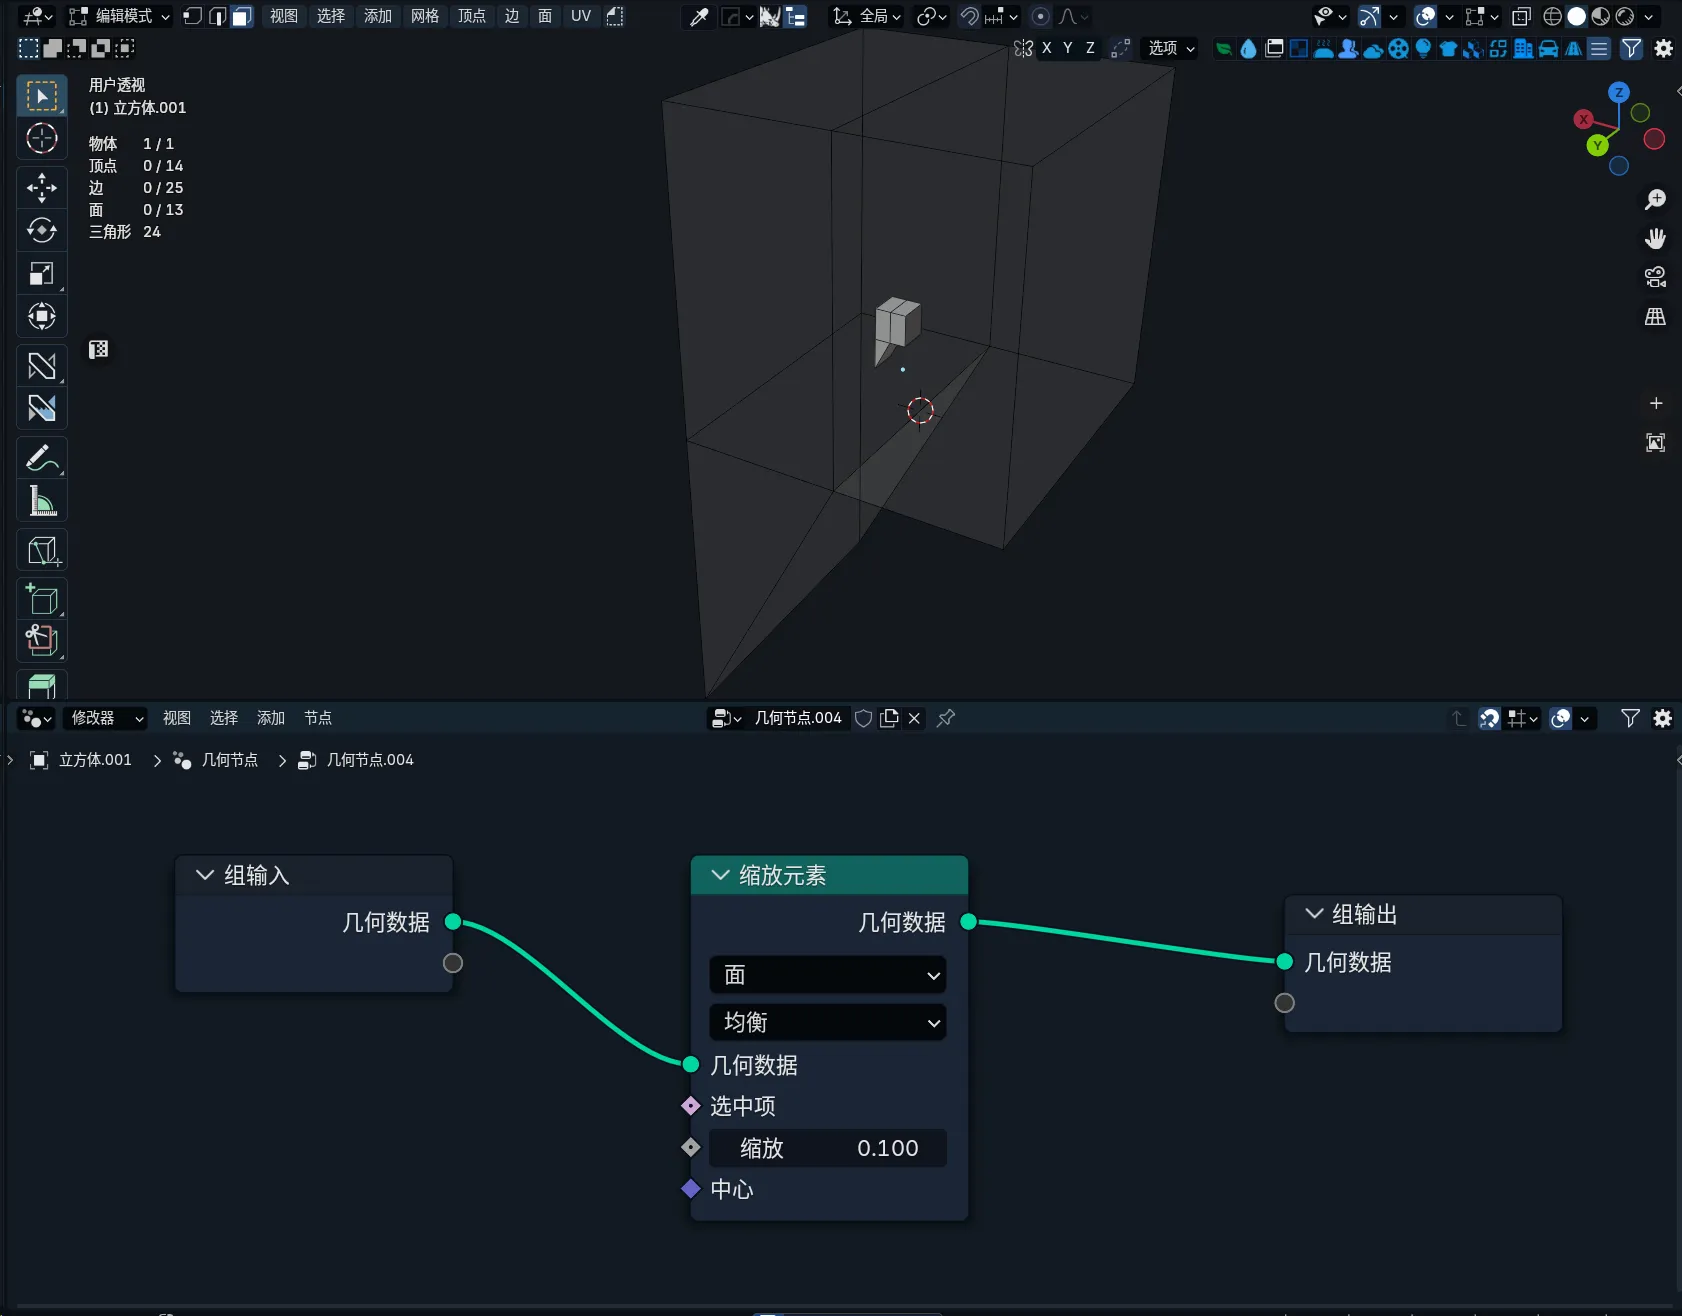 编辑模式 视图 选择 添加 网格 顶点 边 面 UV 全局
X Y Z 选项
用户透视
(1) 立方体.001
物体 1 / 1
顶点 0 / 14
边 0 / 25
面 0 / 13
三角形 24
Z
X
Y
修改器 视图 选择 添加 节点 几何节点.004
立方体.001 几何节点 几何节点.004
组输入
几何数据
缩放元素
几何数据
面
均衡
几何数据
选中项
缩放 0.100
中心
组输出
几何数据